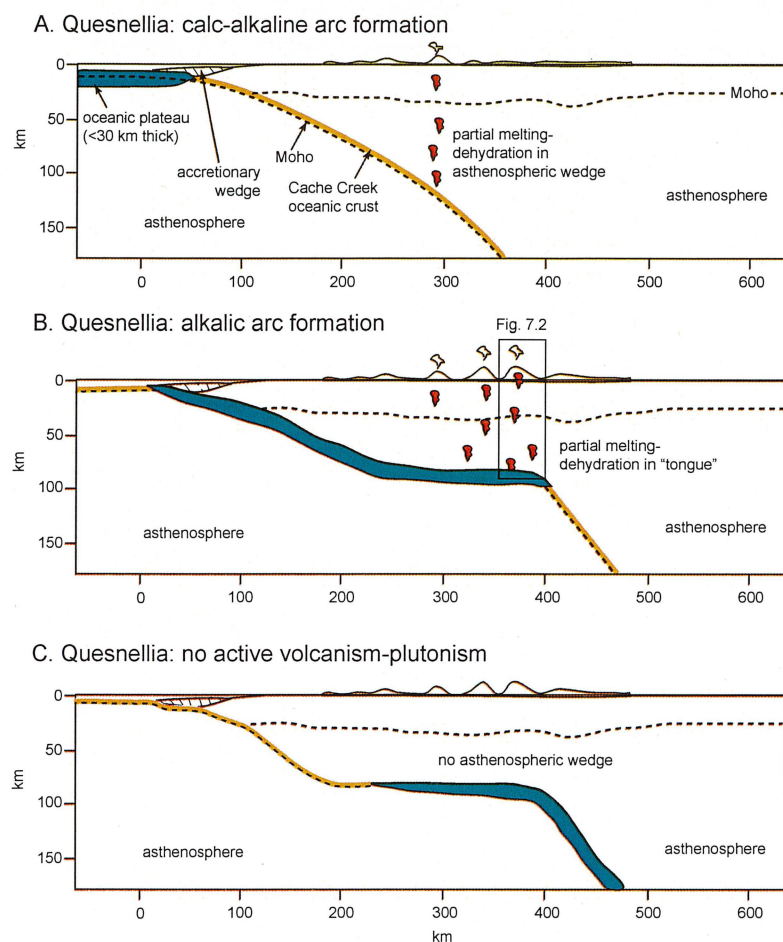 A. Quesnellia: calc-alkaline arc formation
0
50
100
150
km
oceanic plateau
(<30 km thick)
accretionary
wedge
Moho
Cache Creek
oceanic crust
partial melting-
dehydration in
asthenospheric wedge
Moho
asthenosphere
asthenosphere
0 100 200 300 400 500 600
B. Quesnellia: alkalic arc formation
Fig. 7.2
0
50
100
150
km
partial melting-
dehydration in “tongue”
asthenosphere
asthenosphere
0 100 200 300 400 500 600
C. Quesnellia: no active volcanism-plutonism
0
50
100
150
km
no asthenospheric wedge
asthenosphere
asthenosphere
0 100 200 300 400 500 600
km